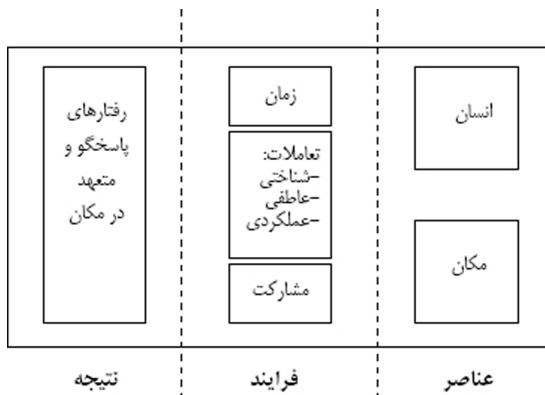 انسان
مکان
عناصر
زمان
تعاملات:
-شناختی
-عاطفی
-عملکردی
مشارکت
فرایند
رفتارهای
پاسخگو و
متعهد
در مکان
نتیجه